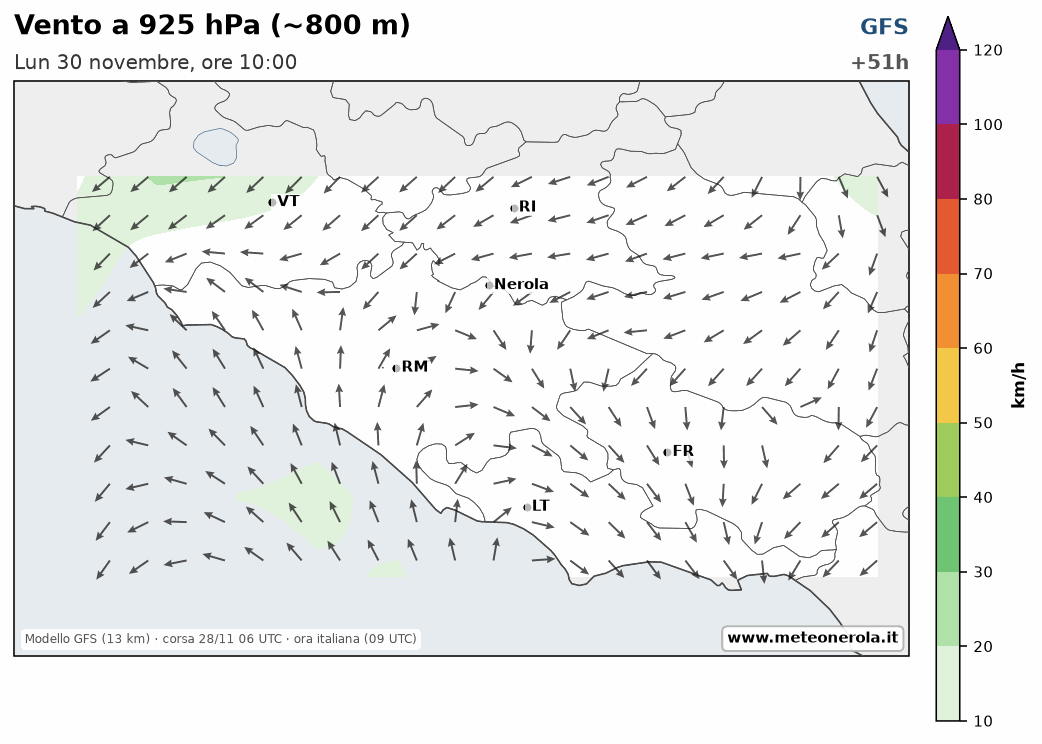 Vento a 925 hPa (~800 m)
GFS
Lun 30 novembre, ore 10:00
+51h
VT
RI
Nerola
RM
FR
LT
Modello GFS (13 km) · corsa 28/11 06 UTC · ora italiana (09 UTC)
www.meteonerola.it
120
100
80
70
60
50
40
30
20
10
km/h